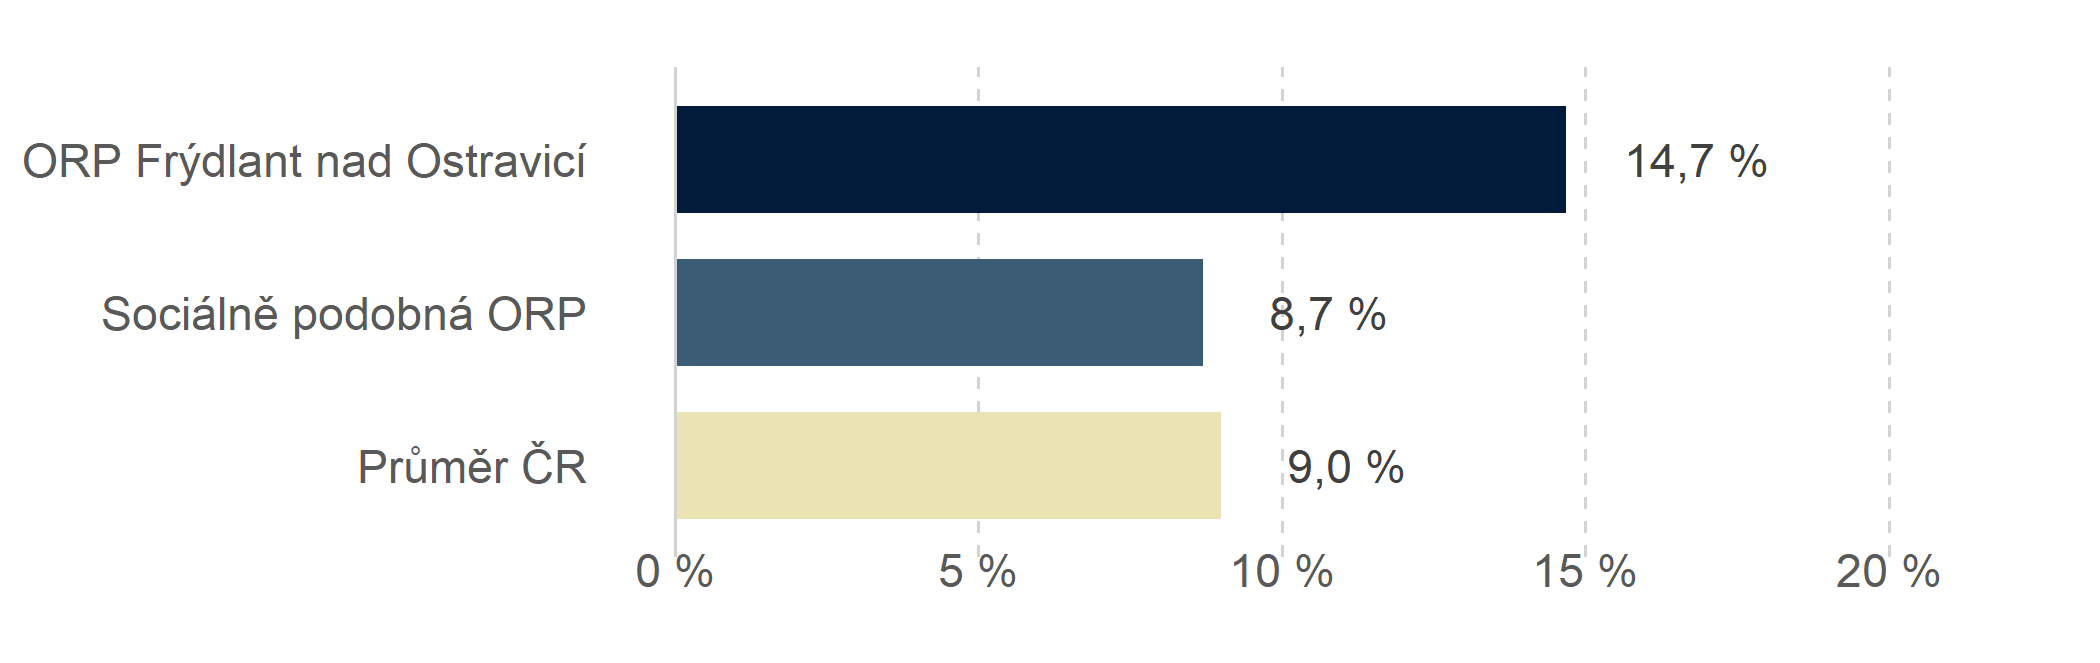 ORP Frýdlant nad Ostravicí
14,7 %
Sociálně podobná ORP
8,7 %
Průměr ČR
9,0 %
0 %
5 %
10 %
15 %
20 %